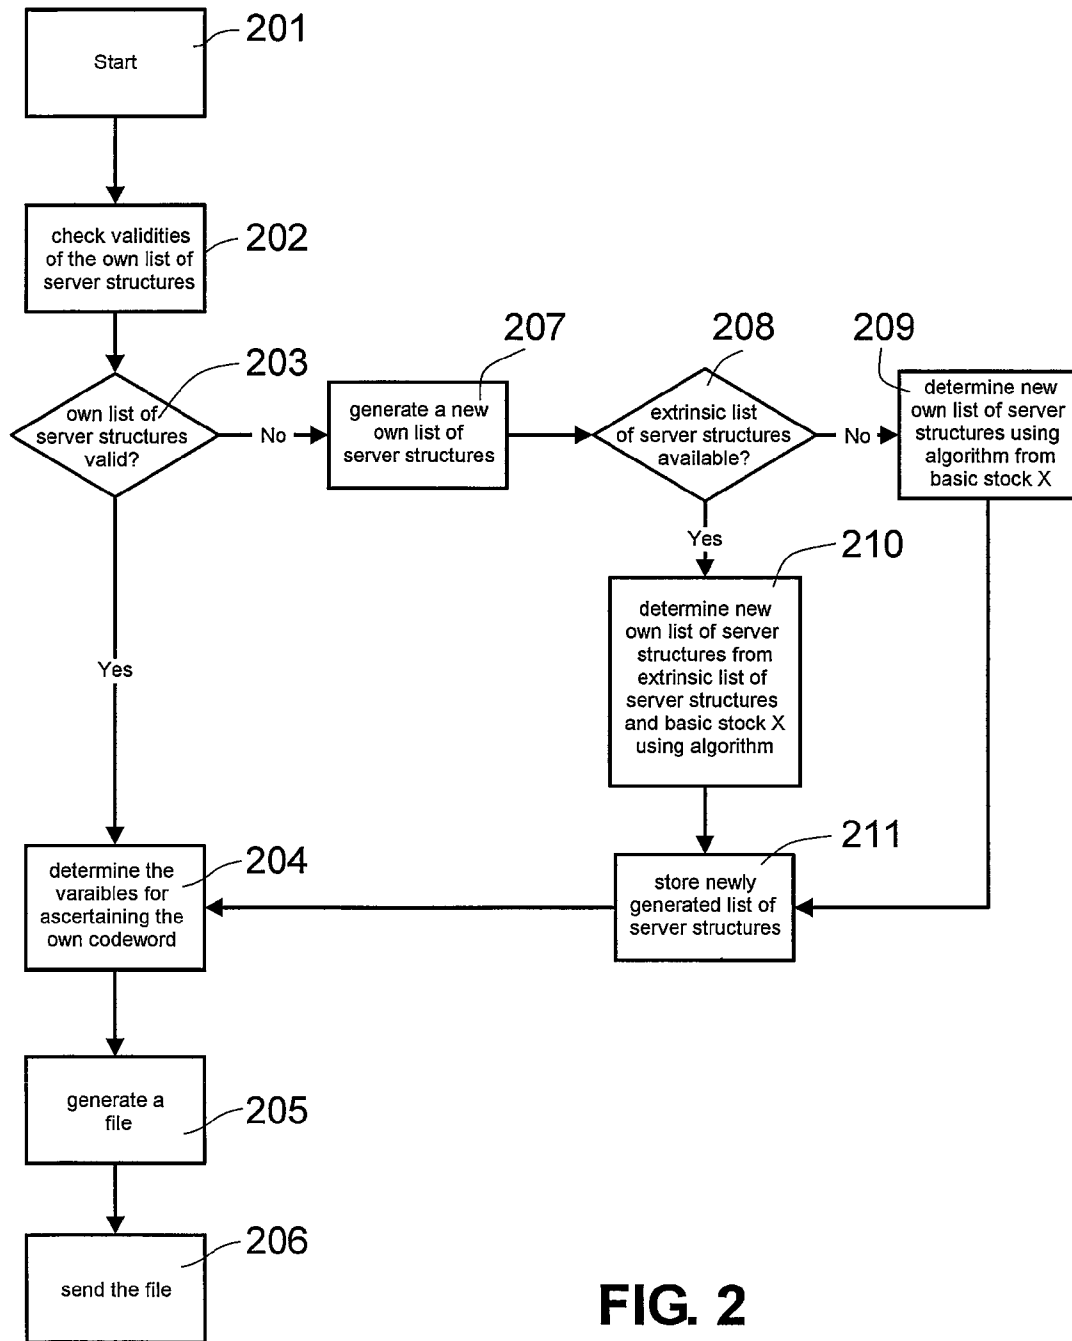 201
Start
check validities
of the own list of
server structures
202
203
own list of
server structures
valid?
No
207
generate a new
own list of
server structures
208
extrinsic list
of server structures
available?
No
209
determine new
own list of server
structures using
algorithm from
basic stock X
Yes
210
determine new
own list of server
structures from
extrinsic list of
server structures
and basic stock X
using algorithm
Yes
211
store newly
generated list of
server structures
204
determine the
varaibles for
ascertaining the
own codeword
generate a
file
205
206
send the file
FIG. 2